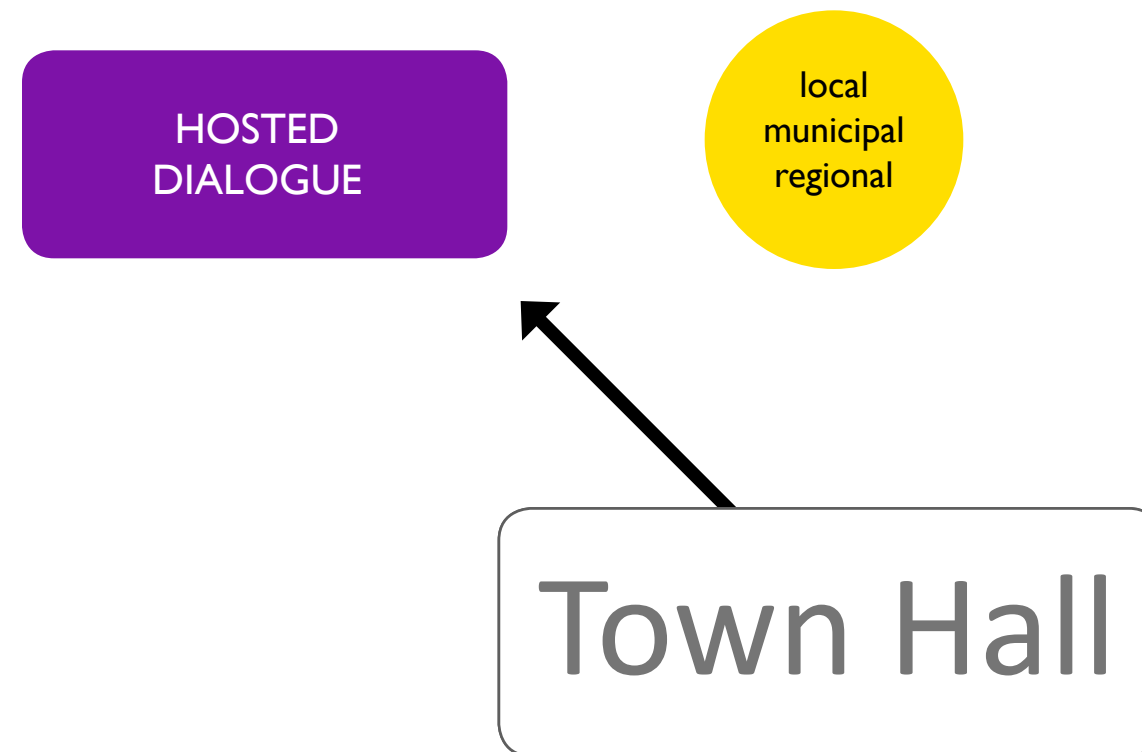 HOSTED
DIALOGUE
local
municipal
regional
Town Hall